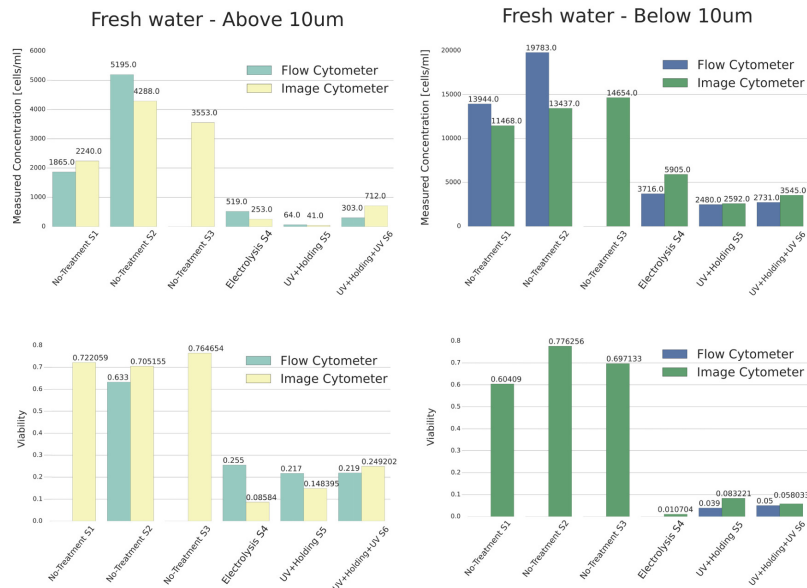 Fresh water - Above 10um
Measured Concentration [cells/ml]
6000
5000
4000
3000
2000
1000
0
Flow Cytometer
Image Cytometer
1865.0
2240.0
5195.0
4288.0
3553.0
519.0
253.0
64.0
41.0
303.0
712.0
No-Treatment S1
No-Treatment S2
No-Treatment S3
Electrolysis S4
UV+Holding S5
UV+Holding+UV S6
Fresh water - Below 10um
Measured Concentration [cells/ml]
20000
15000
10000
5000
0
Flow Cytometer
Image Cytometer
13944.0
11468.0
19783.0
13437.0
14654.0
3716.0
5905.0
2480.0
2592.0
2731.0
3545.0
No-Treatment S1
No-Treatment S2
No-Treatment S3
Electrolysis S4
UV+Holding S5
UV+Holding+UV S6
Viability
0.8
0.7
0.6
0.5
0.4
0.3
0.2
0.1
0.0
Flow Cytometer
Image Cytometer
0.722059
0.633
0.705155
0.764654
0.255
0.08584
0.217
0.148395
0.219
0.249202
No-Treatment S1
No-Treatment S2
No-Treatment S3
Electrolysis S4
UV+Holding S5
UV+Holding+UV S6
Viability
0.8
0.7
0.6
0.5
0.4
0.3
0.2
0.1
0.0
Flow Cytometer
Image Cytometer
0.60409
0.776256
0.697133
0.010704
0.039
0.083221
0.05
0.058033
No-Treatment S1
No-Treatment S2
No-Treatment S3
Electrolysis S4
UV+Holding S5
UV+Holding+UV S6